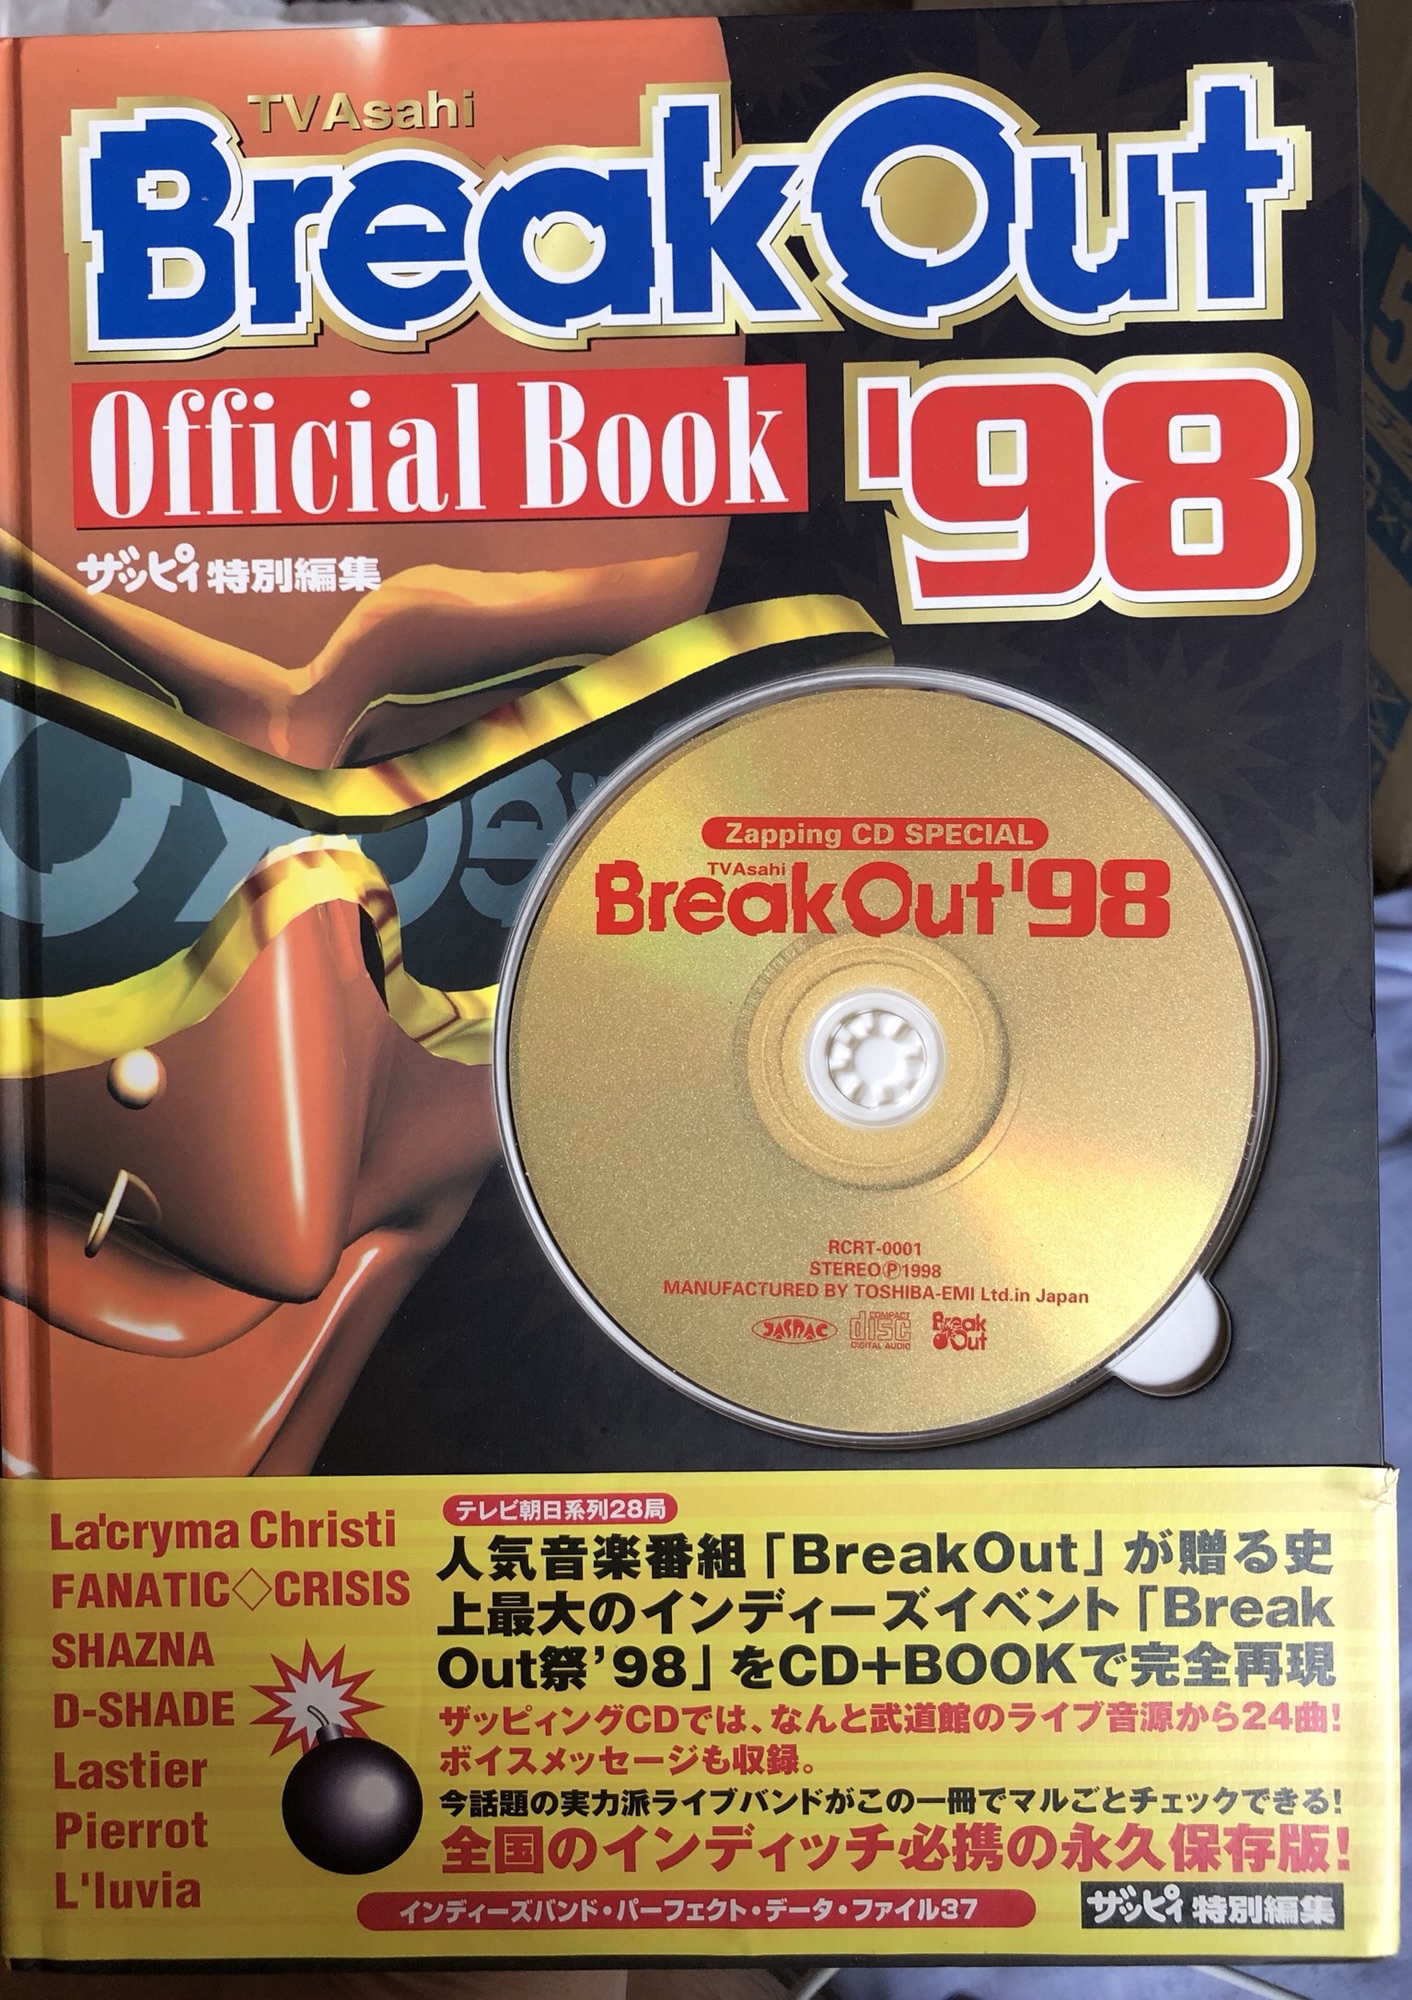 TVAsahi
BreakOut
Official Book '98
ザッピィ特別編集
Zapping CD SPECIAL
TVAsahi
BreakOut'98
RCRT-0001
STEREOⓅ1998
MANUFACTURED BY TOSHIBA-EMI Ltd.in Japan
JASRAC
COMPACT
disc
DIGITAL AUDIO
Break
Out
La'cryma Christi
FANATIC◇CRISIS
SHAZNA
D-SHADE
Lastier
Pierrot
L'luvia
テレビ朝日系列28局
人気音楽番組「BreakOut」が贈る史
上最大のインディーズイベント「Break
Out祭'98」をCD+BOOKで完全再現
ザッピィングCDでは、なんと武道館のライブ音源から24曲!
ボイスメッセージも収録。
今話題の実力派ライブバンドがこの一冊でマルごとチェックできる!
全国のインディッチ必携の永久保存版!
インディーズバンド・パーフェクト・データ・ファイル37
ザッピィ特別編集